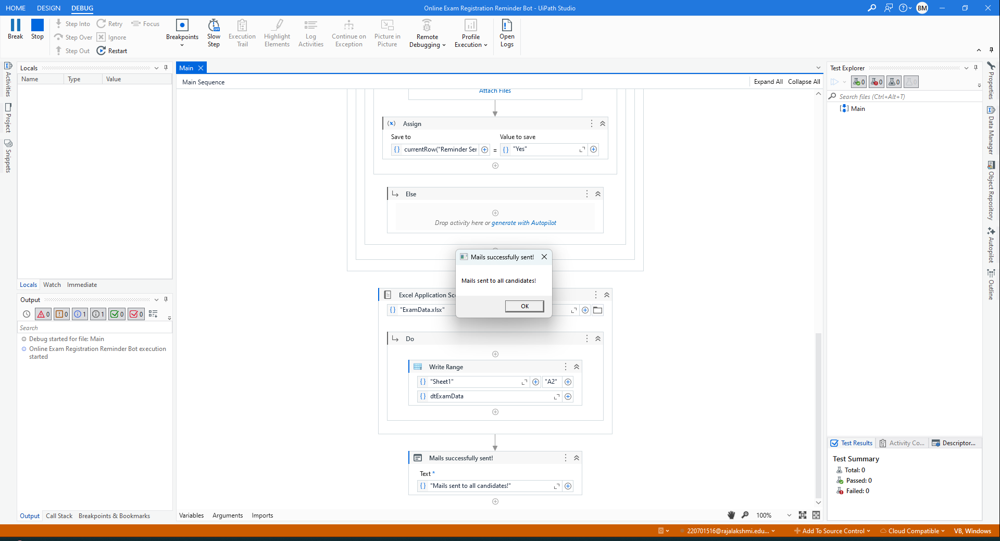 HOME DESIGN DEBUG
Online Exam Registration Reminder Bot - UiPath Studio
BM
Break
Stop
Step Into
Step Over
Step Out
Retry
Ignore
Restart
Focus
Breakpoints
Slow
Step
Execution
Trail
Highlight
Elements
Log
Activities
Continue on
Exception
Picture in
Picture
Remote
Debugging
Profile
Execution
Open
Logs
Activities
Project
Snippets
Locals
Name Type Value
Locals Watch Immediate
Output
0 0 1 1 0 0
Search
Debug started for file: Main
Online Exam Registration Reminder Bot execution
started
Output Call Stack Breakpoints & Bookmarks
Main
Main Sequence
Expand All Collapse All
Attach Files
Assign
Save to Value to save
currentRow("Reminder Ser = "Yes"
Else
Drop activity here or generate with Autopilot
Mails successfully sent!
Mails sent to all candidates!
OK
Excel Application Sc
"ExamData.xlsx"
Do
Write Range
"Sheet1" "A2"
dtExamData
Mails successfully sent!
Text *
"Mails sent to all candidates!"
Variables Arguments Imports
100%
Test Explorer
0 0 0 0
Search files (Ctrl+Alt+T)
Main
Test Results Activity Co... Descriptor...
Test Summary
Total: 0
Passed: 0
Failed: 0
Properties
Data Manager
Object Repository
Autopilot
Outline
220701516@rajalakshmi.edu... Add To Source Control Cloud Compatible VB, Windows